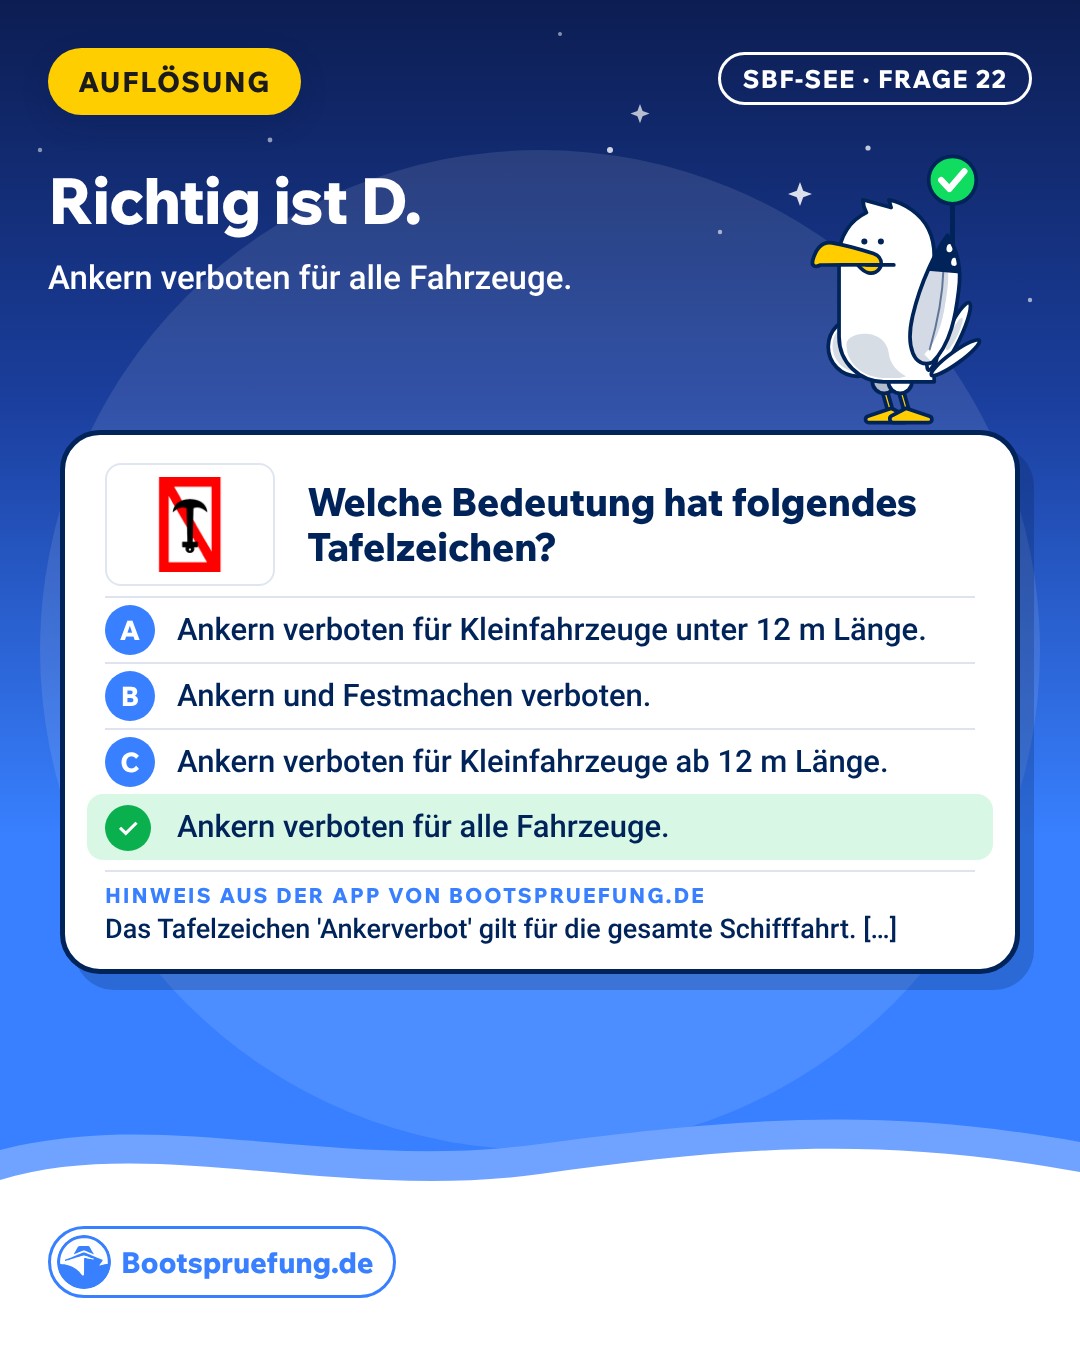 AUFLÖSUNG
SBF-SEE · FRAGE 22
Richtig ist D.
Ankern verboten für alle Fahrzeuge.
Welche Bedeutung hat folgendes
Tafelzeichen?
A Ankern verboten für Kleinfahrzeuge unter 12 m Länge.
B Ankern und Festmachen verboten.
C Ankern verboten für Kleinfahrzeuge ab 12 m Länge.
Ankern verboten für alle Fahrzeuge.
HINWEIS AUS DER APP VON BOOTSPRUEFUNG.DE
Das Tafelzeichen 'Ankerverbot' gilt für die gesamte Schifffahrt. [...]
Bootspruefung.de